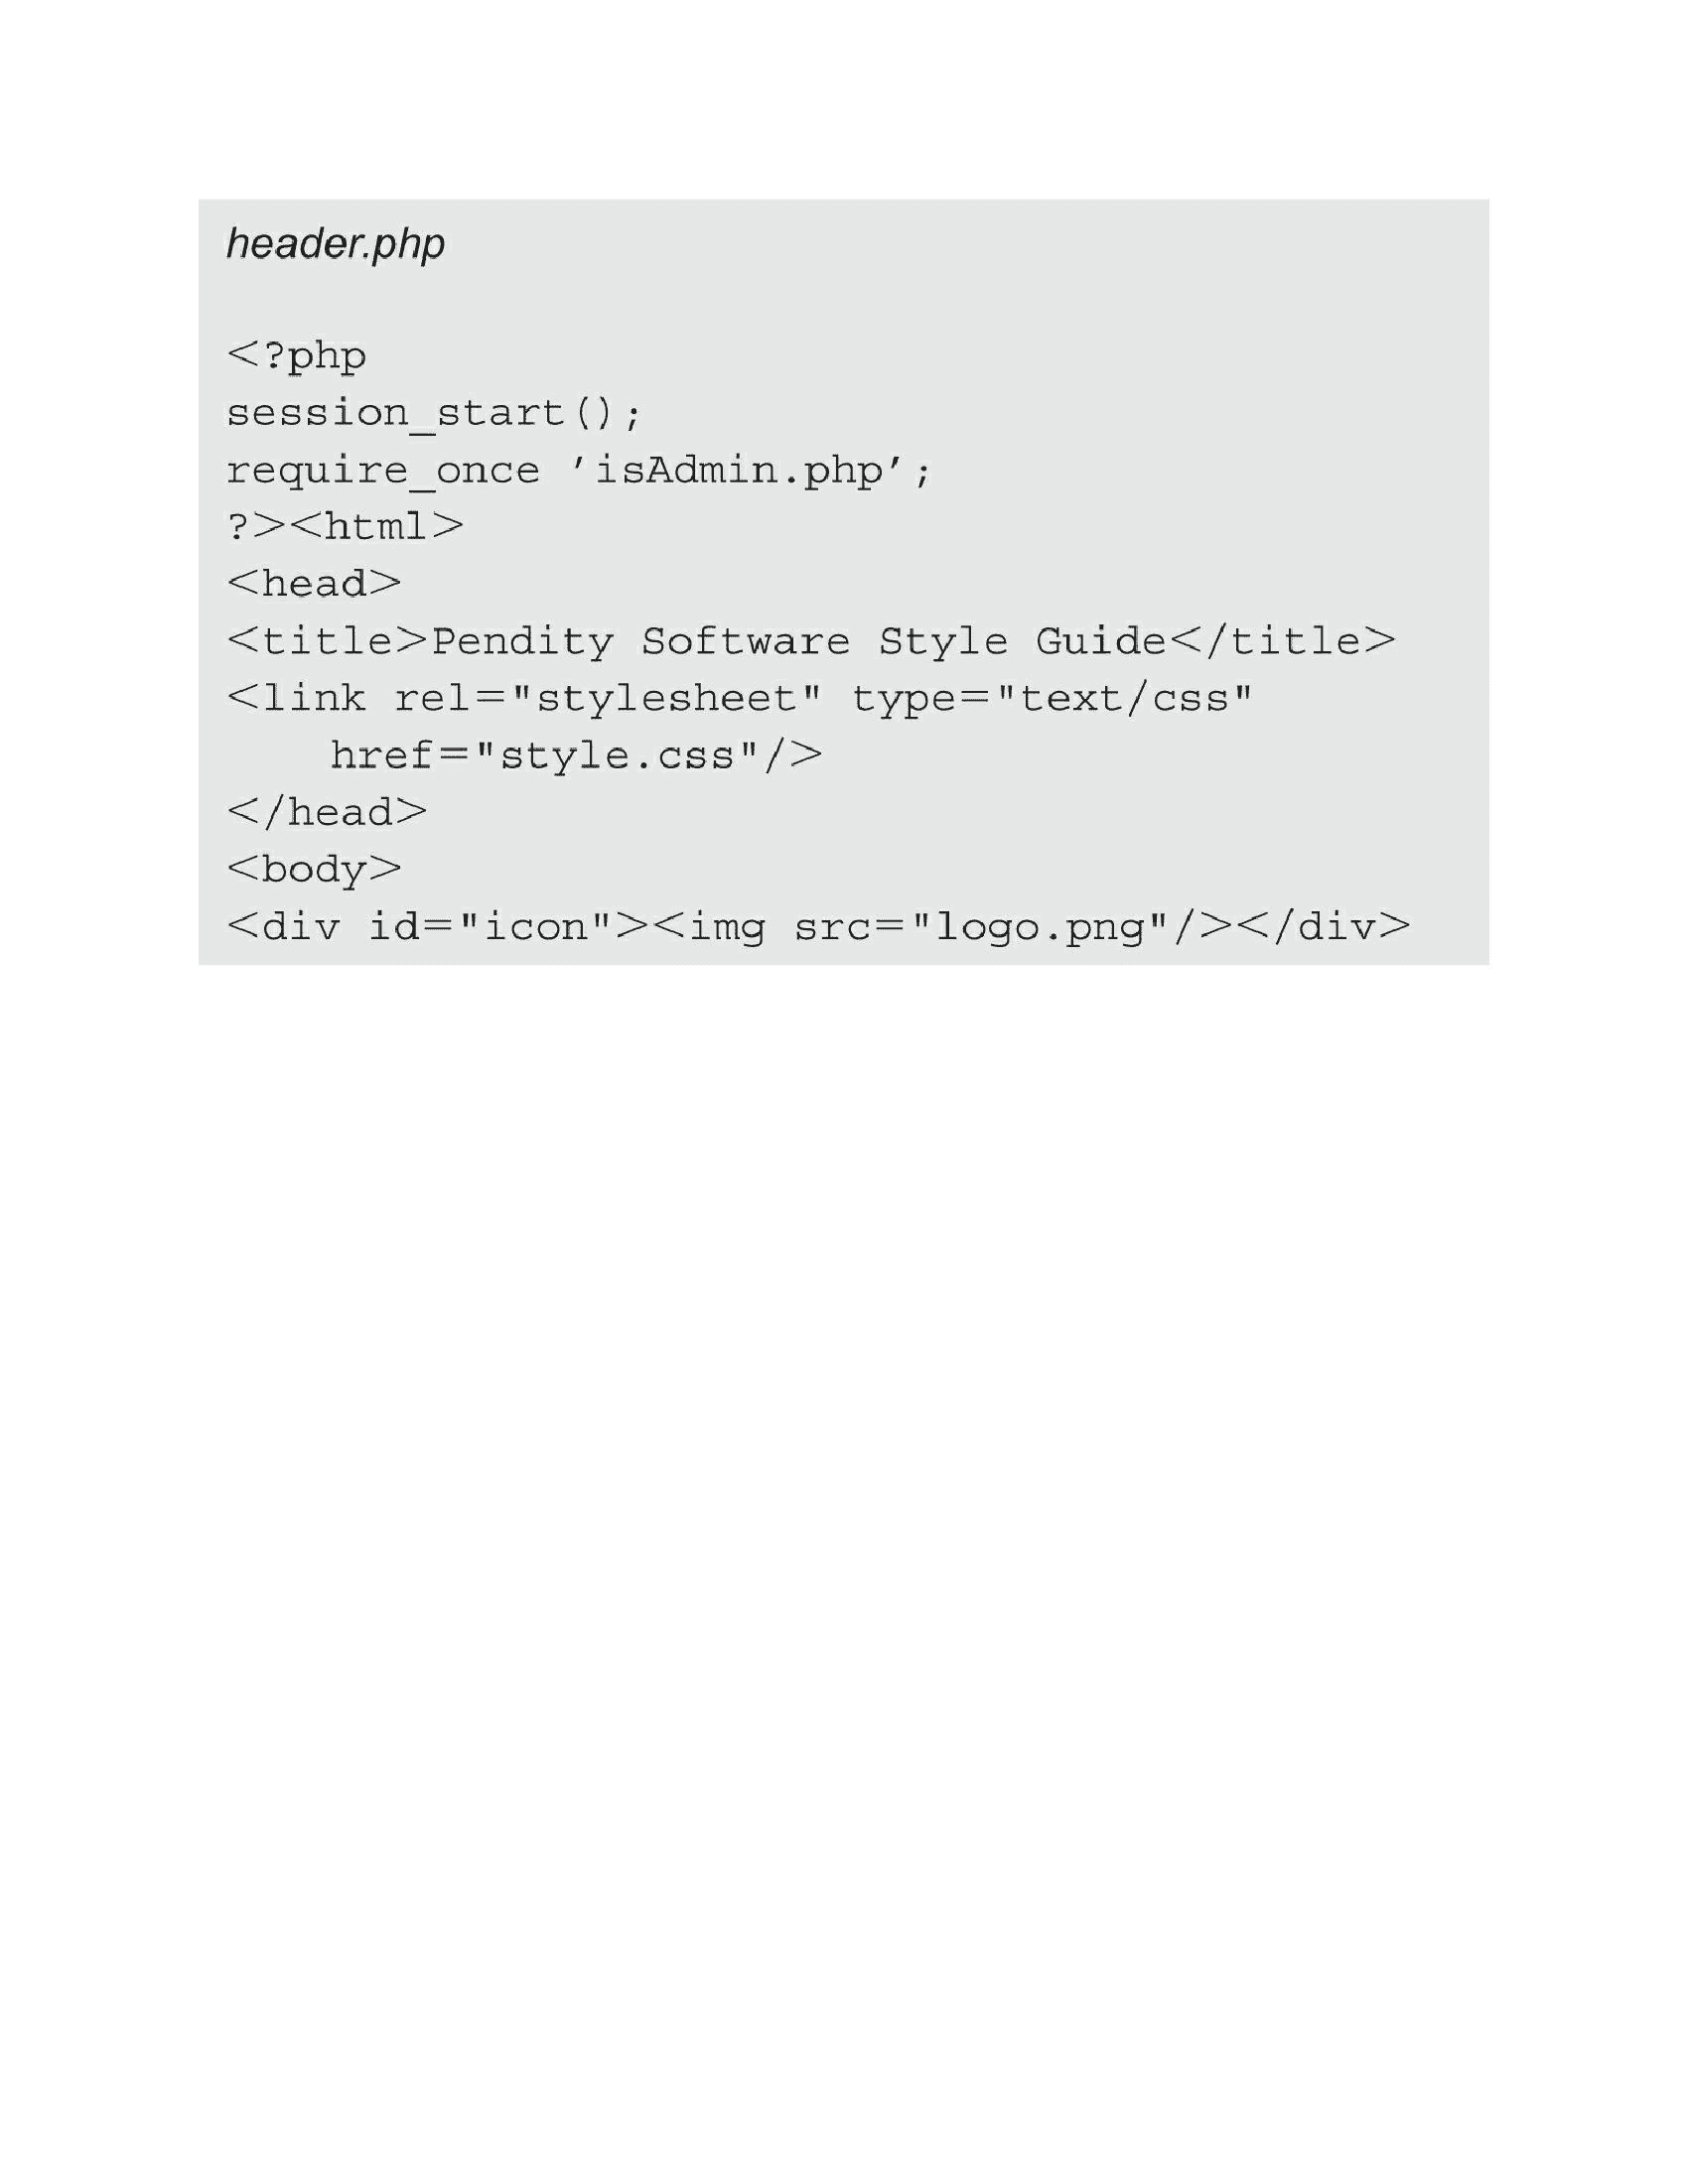 header.php
<?php
session_start();
require_once ’isAdmin.php’;
?><html>
<head>
<title>Pendity Software Style Guide</title>
<link rel="stylesheet" type="text/css"
    href="style.css"/>
</head>
<body>
<div id="icon"><img src="logo.png"/></div>